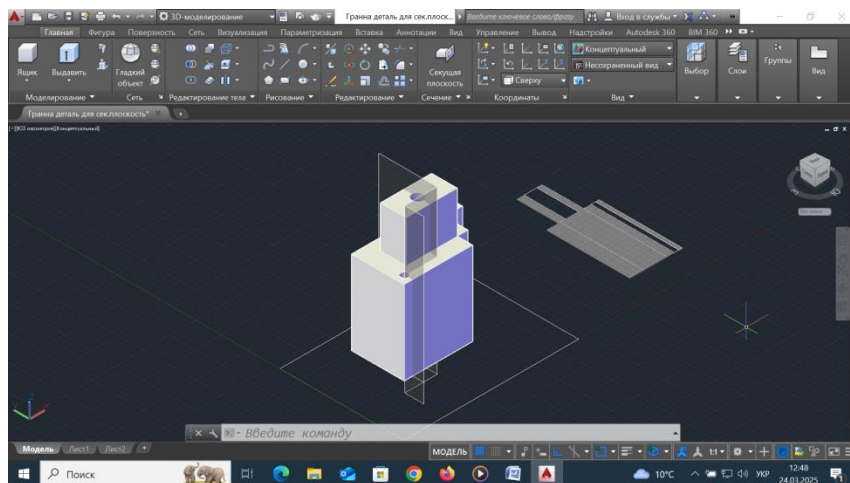 3D-моделирование
Гранна деталь для сек.плоск...
Введите ключевое слово/фразу
Вход в службы
Главная Фигура Поверхность Сеть Визуализация Параметризация Вставка Аннотации Вид Управление Вывод Надстройки Autodesk 360 BIM 360
Ящик
Выдавить
Гладкий объект
Секущая плоскость
Сверху
Концептуальный
Несохраненный вид
Выбор
Слои
Группы
Вид
Моделирование Сеть Редактирование тела Рисование Редактирование Сечение Координаты Вид
Гранна деталь для сек.плоскость*
Введите команду
Модель Лист1 Лист2
МОДЕЛЬ
1:1
Поиск
10°C
УКР
12:48
24.03.2025